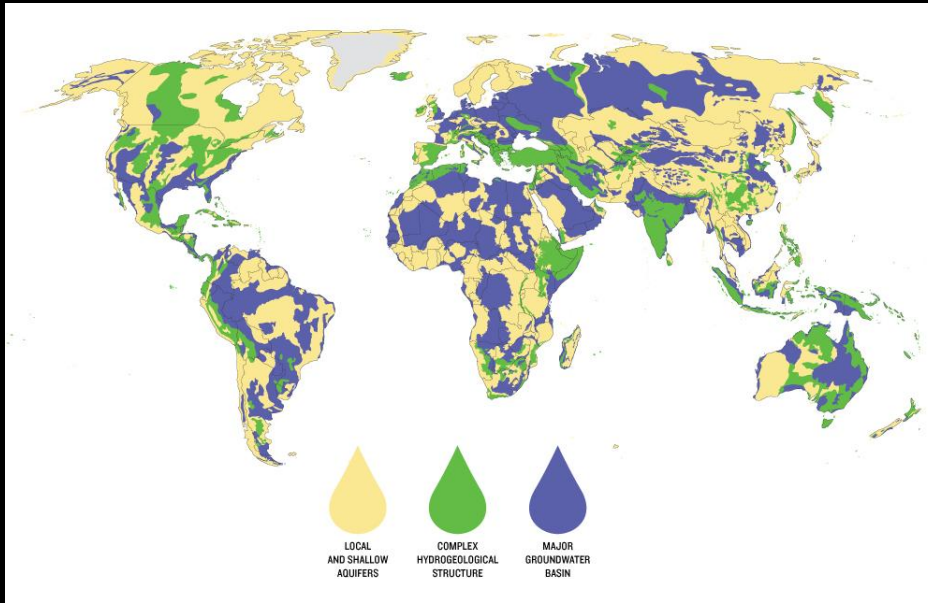 LOCAL
AND SHALLOW
AQUIFERS
COMPLEX
HYDROGEOLOGICAL
STRUCTURE
MAJOR
GROUNDWATER
BASIN